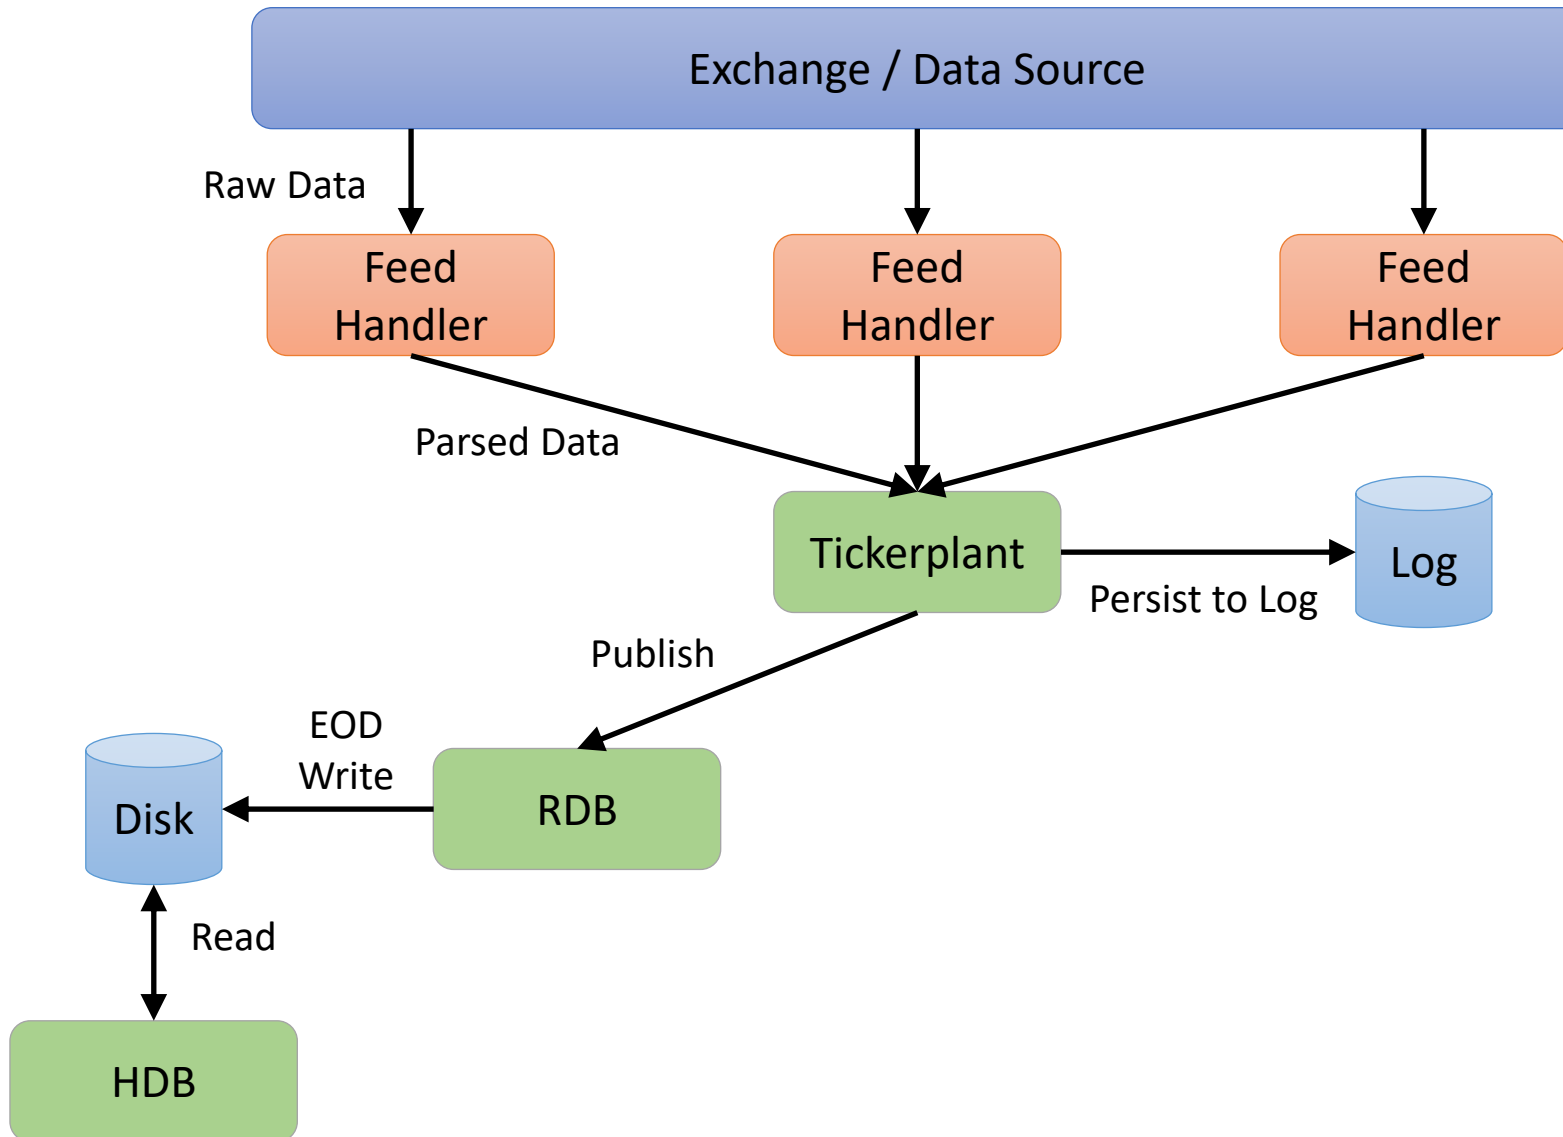 Exchange / Data Source
Raw Data
Feed
Handler
Feed
Handler
Feed
Handler
Parsed Data
Tickerplant
Log
Persist to Log
Publish
EOD
Write
Disk
RDB
Read
HDB